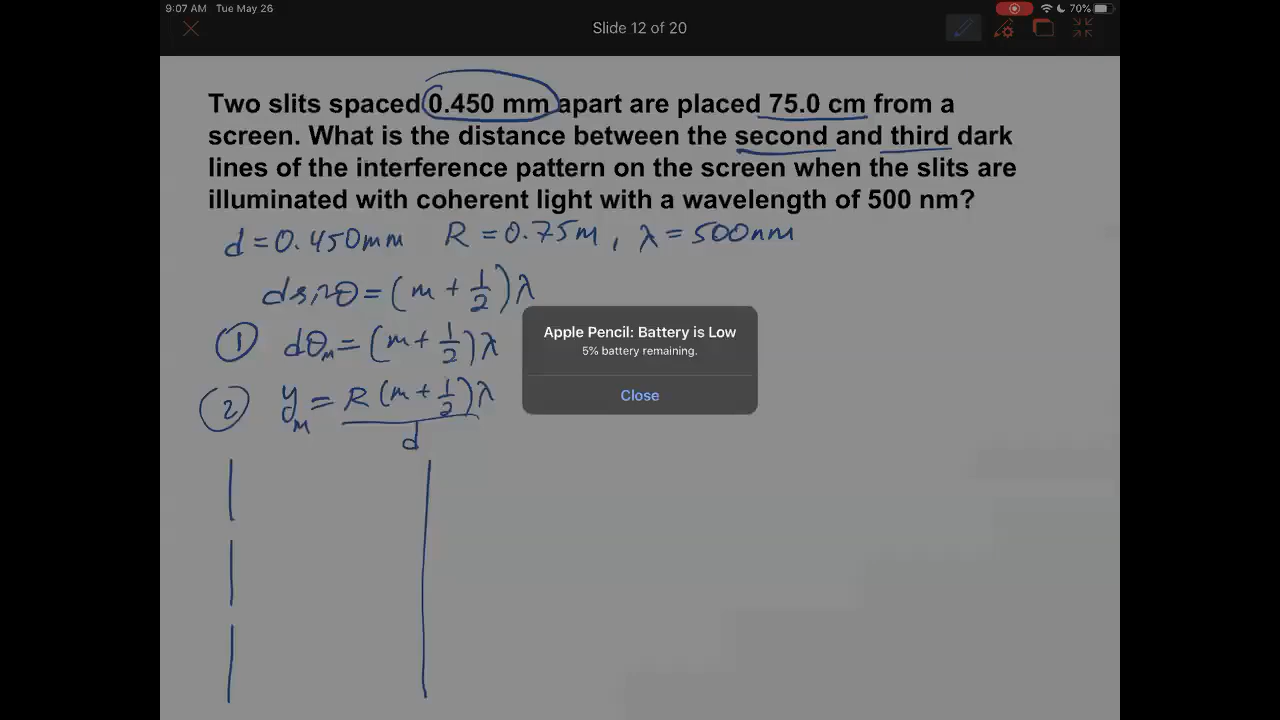 9:07 AM Tue May 26
70%
Slide 12 of 20
Two slits spaced 0.450 mm apart are placed 75.0 cm from a
screen. What is the distance between the second and third dark
lines of the interference pattern on the screen when the slits are
illuminated with coherent light with a wavelength of 500 nm?
d = 0.450mm R = 0.75m, λ = 500nm
dsinθ = (m + 1/2)λ
① dθm = (m + 1/2)λ
② ym = R(m + 1/2)λ / d
Apple Pencil: Battery is Low
5% battery remaining.
Close